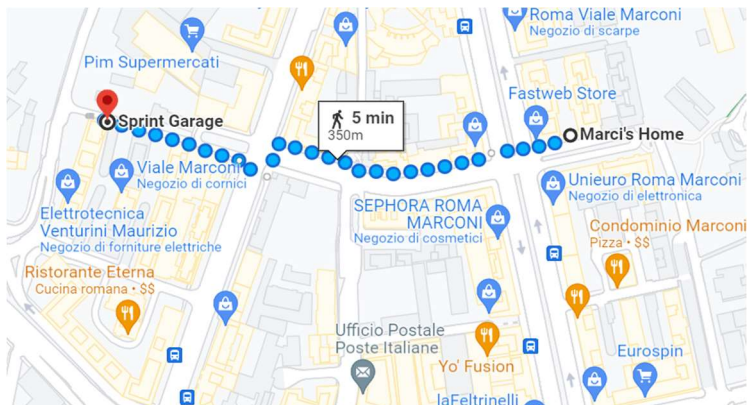 Roma Viale Marconi
Negozio di scarpe
Pim Supermercati
Fastweb Store
5 min
350m
Sprint Garage
Marci's Home
Viale Marconi
Negozio di cornici
Unieuro Roma Marconi
Negozio di elettronica
Elettrotecnica
Venturini Maurizio
Negozio di forniture elettriche
SEPHORA ROMA
MARCONI
Negozio di cosmetici
Condominio Marconi
Pizza • $$
Ristorante Eterna
Cucina romana • $$
Ufficio Postale
Poste Italiane
Yo' Fusion
Eurospin
laFeltrinelli